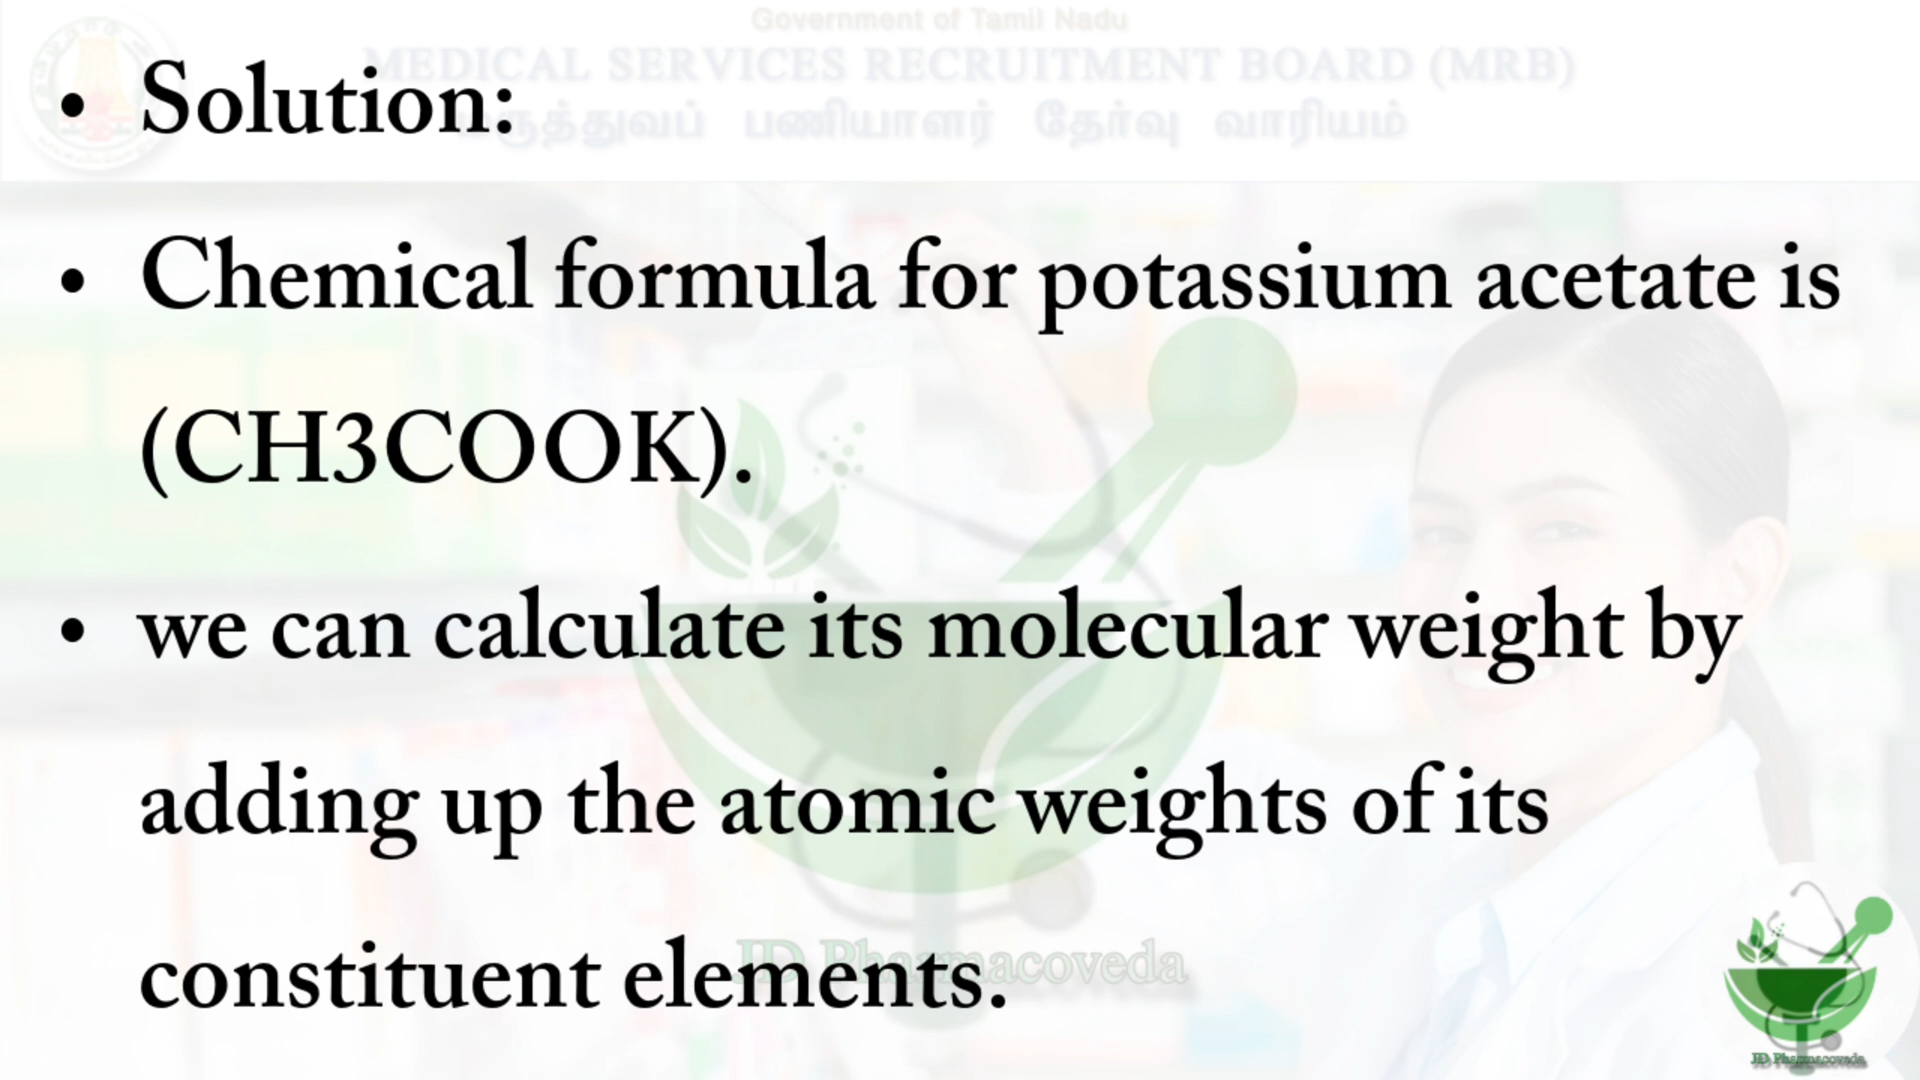 Government of Tamil Nadu
MEDICAL SERVICES RECRUITMENT BOARD (MRB)
மருத்துவப் பணியாளர் தேர்வு வாரியம்
• Solution:
• Chemical formula for potassium acetate is
(CH3COOK).
• we can calculate its molecular weight by
adding up the atomic weights of its
constituent elements.
JD Pharmacoveda
JD Pharmacoveda